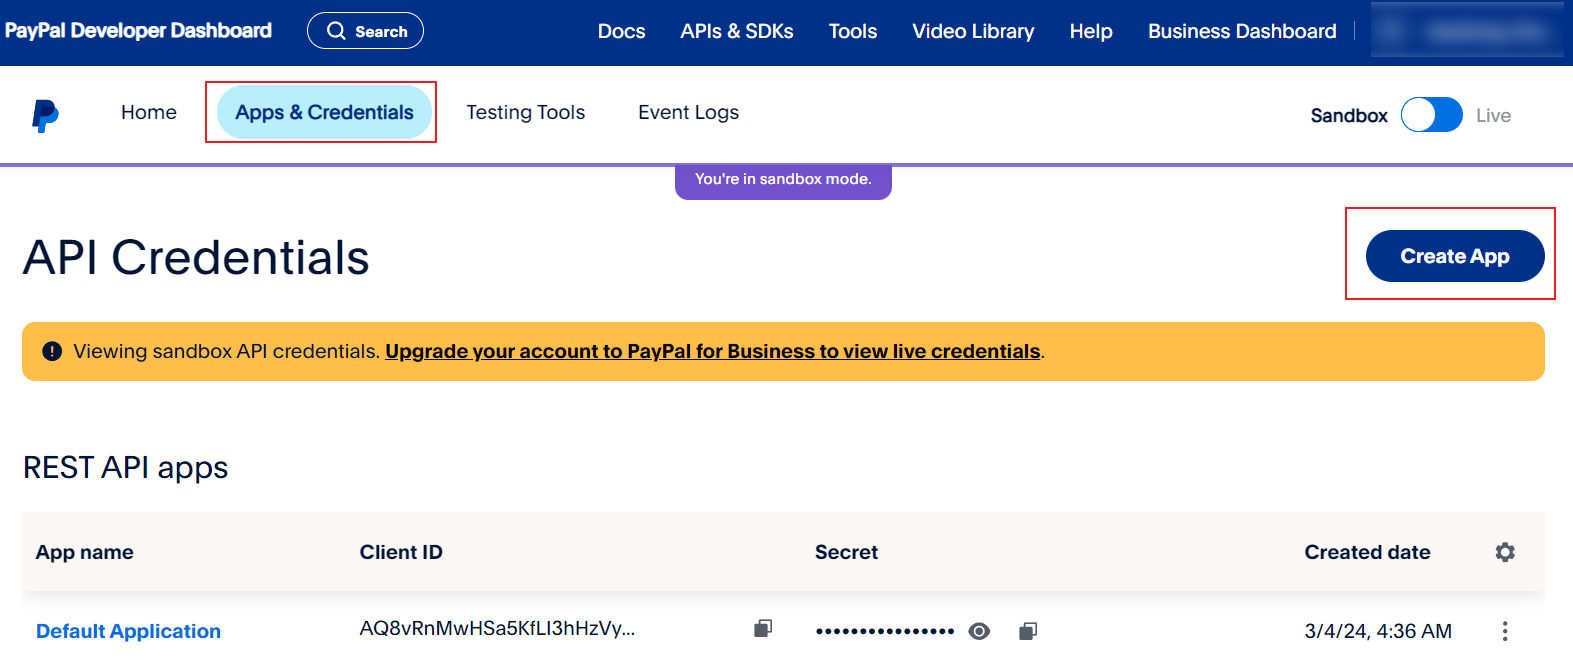 PayPal Developer Dashboard Search Docs APIs & SDKs Tools Video Library Help Business Dashboard
Home Apps & Credentials Testing Tools Event Logs Sandbox Live
You're in sandbox mode.
API Credentials Create App
Viewing sandbox API credentials. Upgrade your account to PayPal for Business to view live credentials.
REST API apps
App name Client ID Secret Created date
Default Application AQ8vRnMwHSa5KfLI3hHzVy... •••••••••••••••• 3/4/24, 4:36 AM